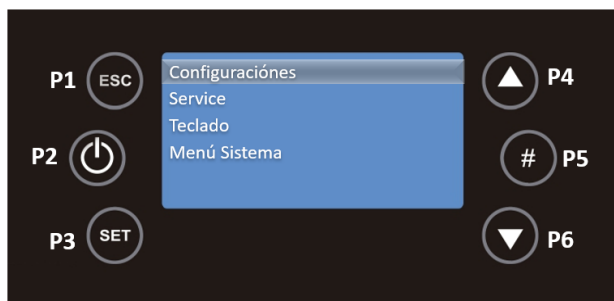 P1 ESC
Configuraciónes
P4
Service
Teclado
P2
# P5
Menú Sistema
P3 SET
P6